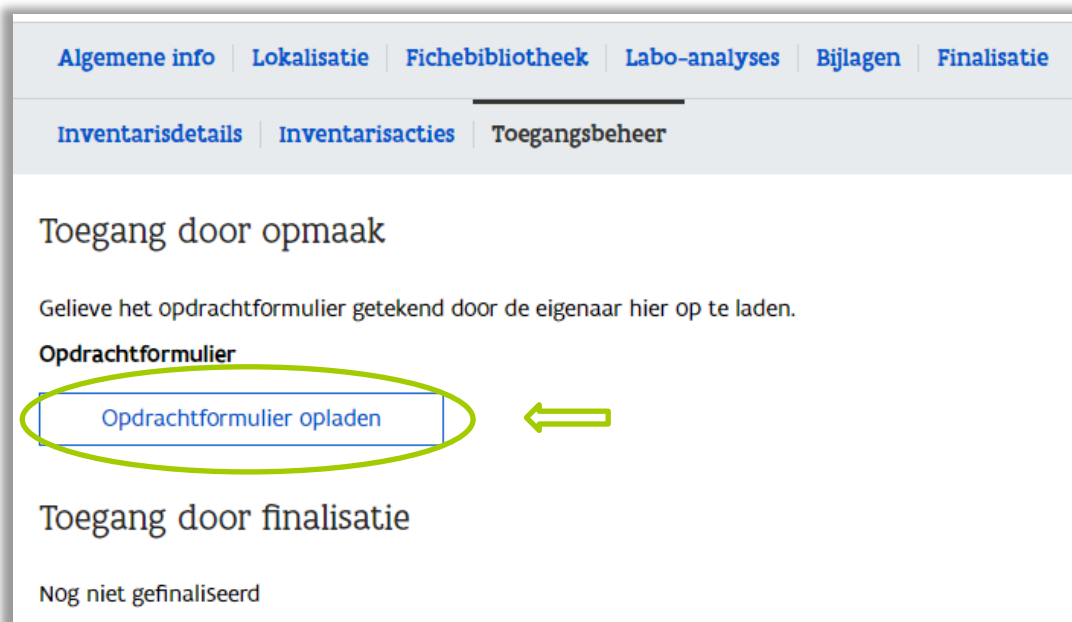 Algemene info Lokalisatie Fichebibliotheek Labo-analyses Bijlagen Finalisatie
Inventarisdetails Inventarisacties Toegangsbeheer
Toegang door opmaak
Gelieve het opdrachtformulier getekend door de eigenaar hier op te laden.
Opdrachtformulier
Opdrachtformulier opladen
Toegang door finalisatie
Nog niet gefinaliseerd